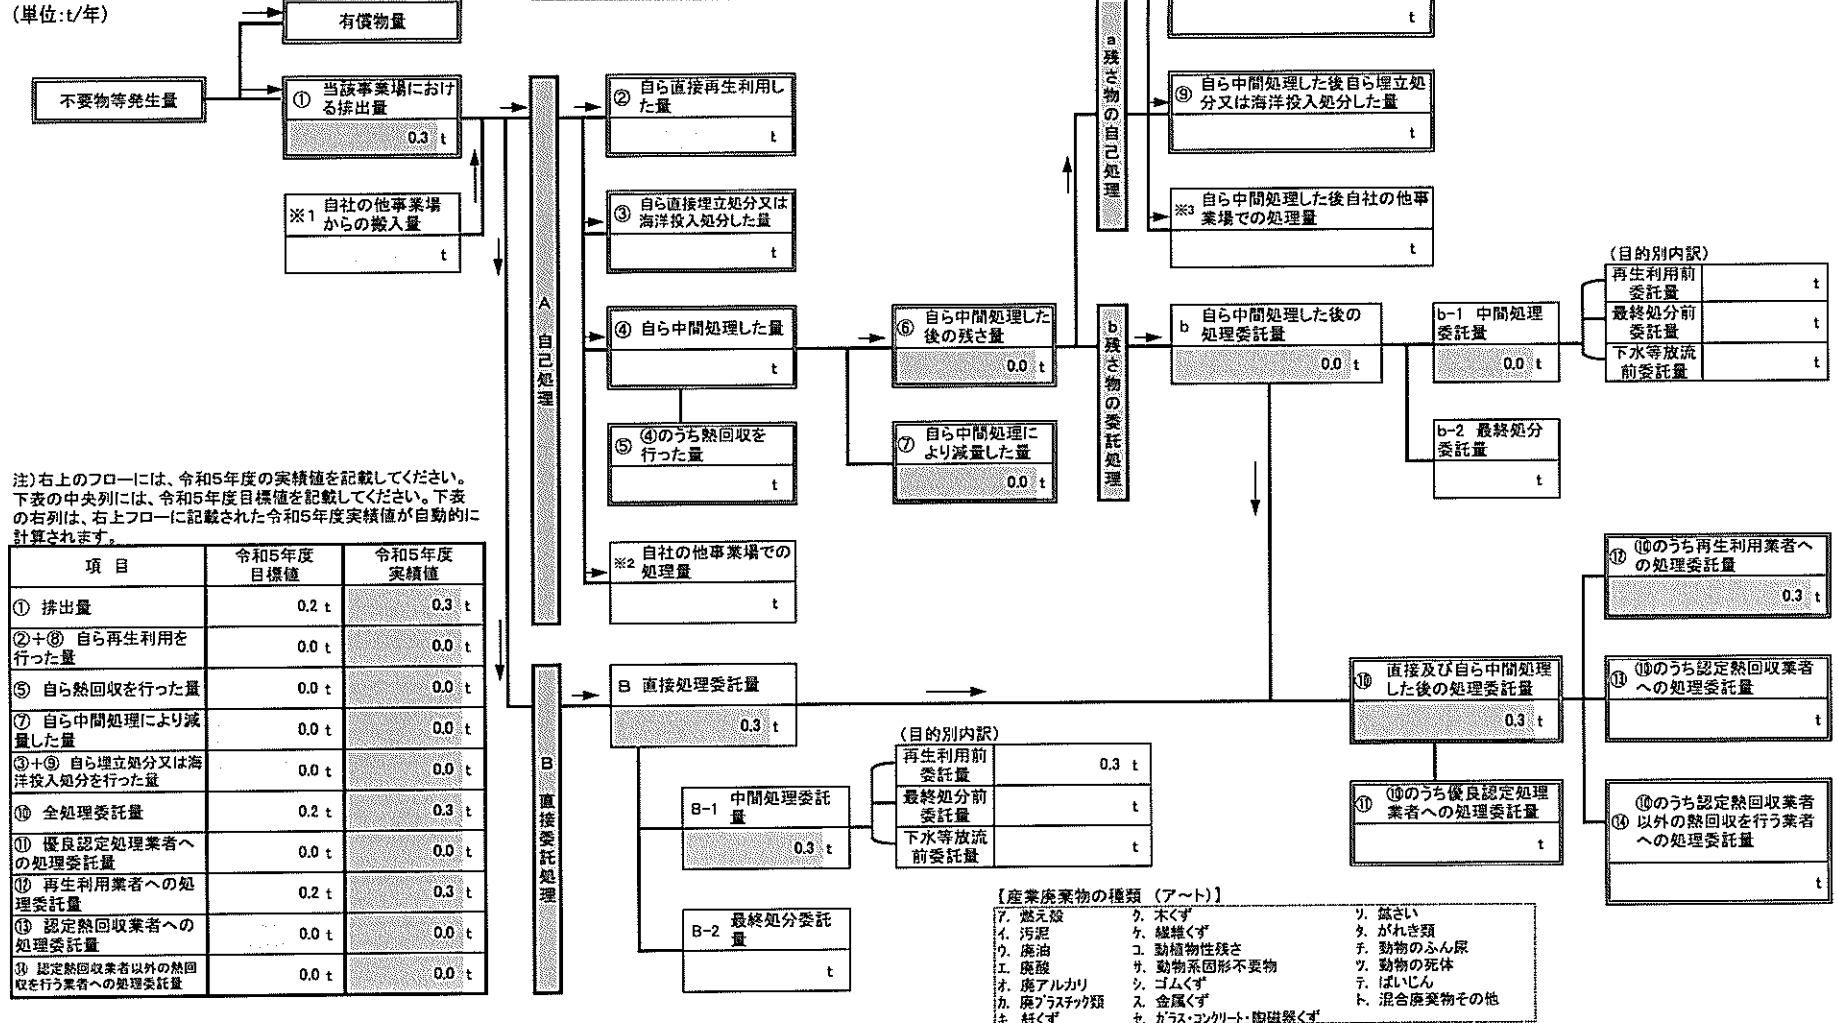 (単位:t/年)
有償物量
不要物等発生量
① 当該事業場におけ
る排出量
0.3 t
※1 自社の他事業場
からの搬入量
t
A 自己処理
② 自ら直接再生利用し
た量
t
③ 自ら直接埋立処分又は
海洋投入処分した量
t
④ 自ら中間処理した量
t
⑤ ④のうち熱回収を
行った量
t
※2 自社の他事業場での
処理量
t
⑥ 自ら中間処理した
後の残さ量
0.0 t
⑦ 自ら中間処理に
より減量した量
0.0 t
a 残さ物の自己処理
t
⑨ 自ら中間処理した後自ら埋立処
分又は海洋投入処分した量
t
※3 自ら中間処理した後自社の他事
業場での処理量
t
b 残さ物の委託処理
b 自ら中間処理した後の
処理委託量
0.0 t
b-1 中間処理
委託量
0.0 t
(目的別内訳)
再生利用前
委託量 t
最終処分前
委託量 t
下水等放流
前委託量 t
b-2 最終処分
委託量
t
注)右上のフローには、令和5年度の実績値を記載してください。
下表の中央列には、令和5年度目標値を記載してください。下表
の右列は、右上フローに記載された令和5年度実績値が自動的に
計算されます。
項 目 令和5年度 目標値 令和5年度 実績値
① 排出量 0.2 t 0.3 t
②+⑧ 自ら再生利用を
行った量 0.0 t 0.0 t
⑤ 自ら熱回収を行った量 0.0 t 0.0 t
⑦ 自ら中間処理により減
量した量 0.0 t 0.0 t
③+⑨ 自ら埋立処分又は海
洋投入処分を行った量 0.0 t 0.0 t
⑩ 全処理委託量 0.2 t 0.3 t
⑪ 優良認定処理業者へ
の処理委託量 0.0 t 0.0 t
⑫ 再生利用業者への処
理委託量 0.2 t 0.3 t
⑬ 認定熱回収業者への
処理委託量 0.0 t 0.0 t
⑭ 認定熱回収業者以外の熱回
収を行う業者への処理委託量 0.0 t 0.0 t
B 直接委託処理
B 直接処理委託量
0.3 t
B-1 中間処理委託
量
0.3 t
(目的別内訳)
再生利用前
委託量 0.3 t
最終処分前
委託量 t
下水等放流
前委託量 t
B-2 最終処分委託
量
t
⑩ 直接及び自ら中間処理
した後の処理委託量
0.3 t
⑪ ⑩のうち優良認定処理
業者への処理委託量
t
⑫ ⑩のうち再生利用業者へ
の処理委託量
0.3 t
⑬ ⑩のうち認定熱回収業者
への処理委託量
t
⑭ ⑩のうち認定熱回収業者
以外の熱回収を行う業者
への処理委託量
t
【産業廃棄物の種類 (ア~ト)】
ア. 燃え殻 ク. 木くず ソ. 鉱さい
イ. 汚泥 ケ. 繊維くず タ. がれき類
ウ. 廃油 コ. 動植物性残さ チ. 動物のふん尿
エ. 廃酸 サ. 動物系固形不要物 ツ. 動物の死体
オ. 廃アルカリ シ. ゴムくず テ. ばいじん
カ. 廃プラスチック類 ス. 金属くず ト. 混合廃棄物その他
キ. 紙くず セ. ガラス・コンクリート・陶磁器くず